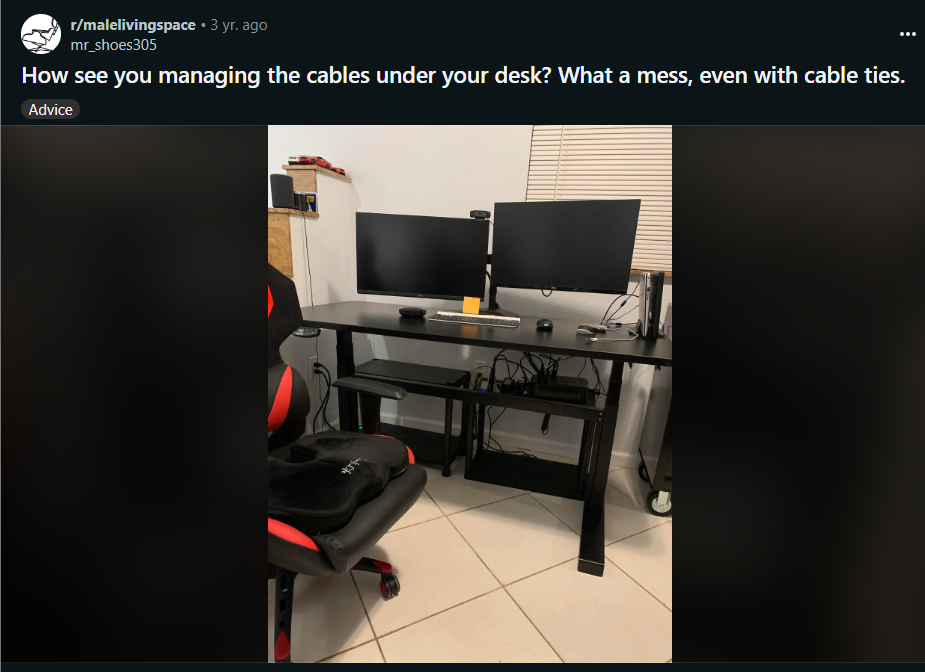 r/malelivingspace • 3 yr. ago
mr_shoes305
How see you managing the cables under your desk? What a mess, even with cable ties.
Advice